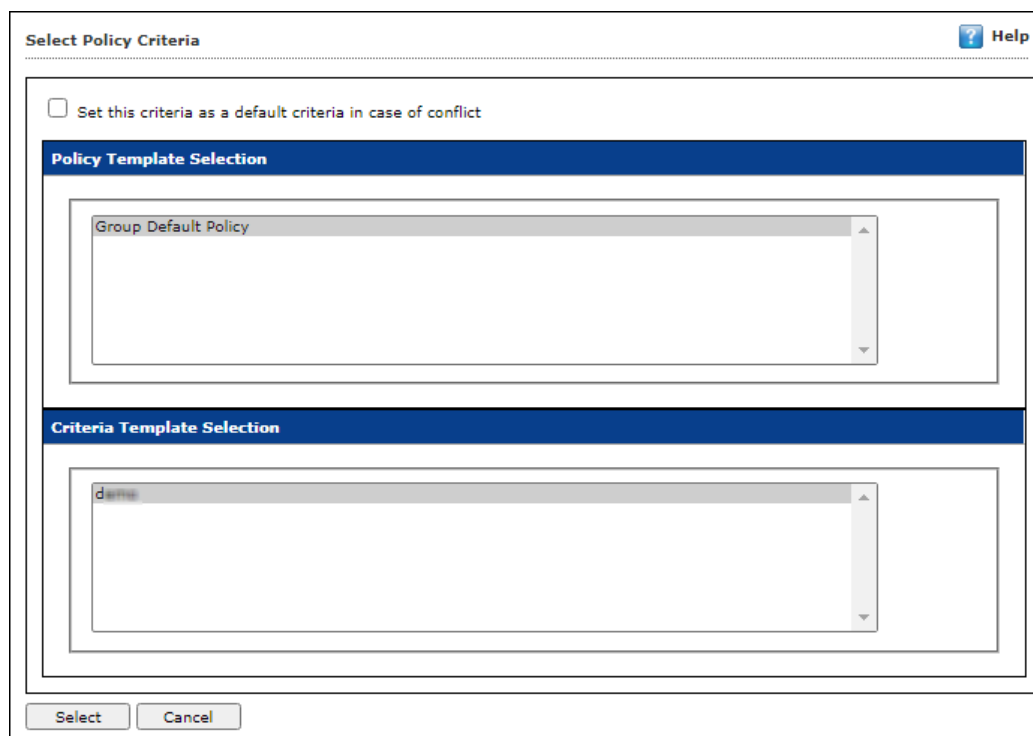 Select Policy Criteria
? Help
Set this criteria as a default criteria in case of conflict
Policy Template Selection
Group Default Policy
Criteria Template Selection
Select
Cancel